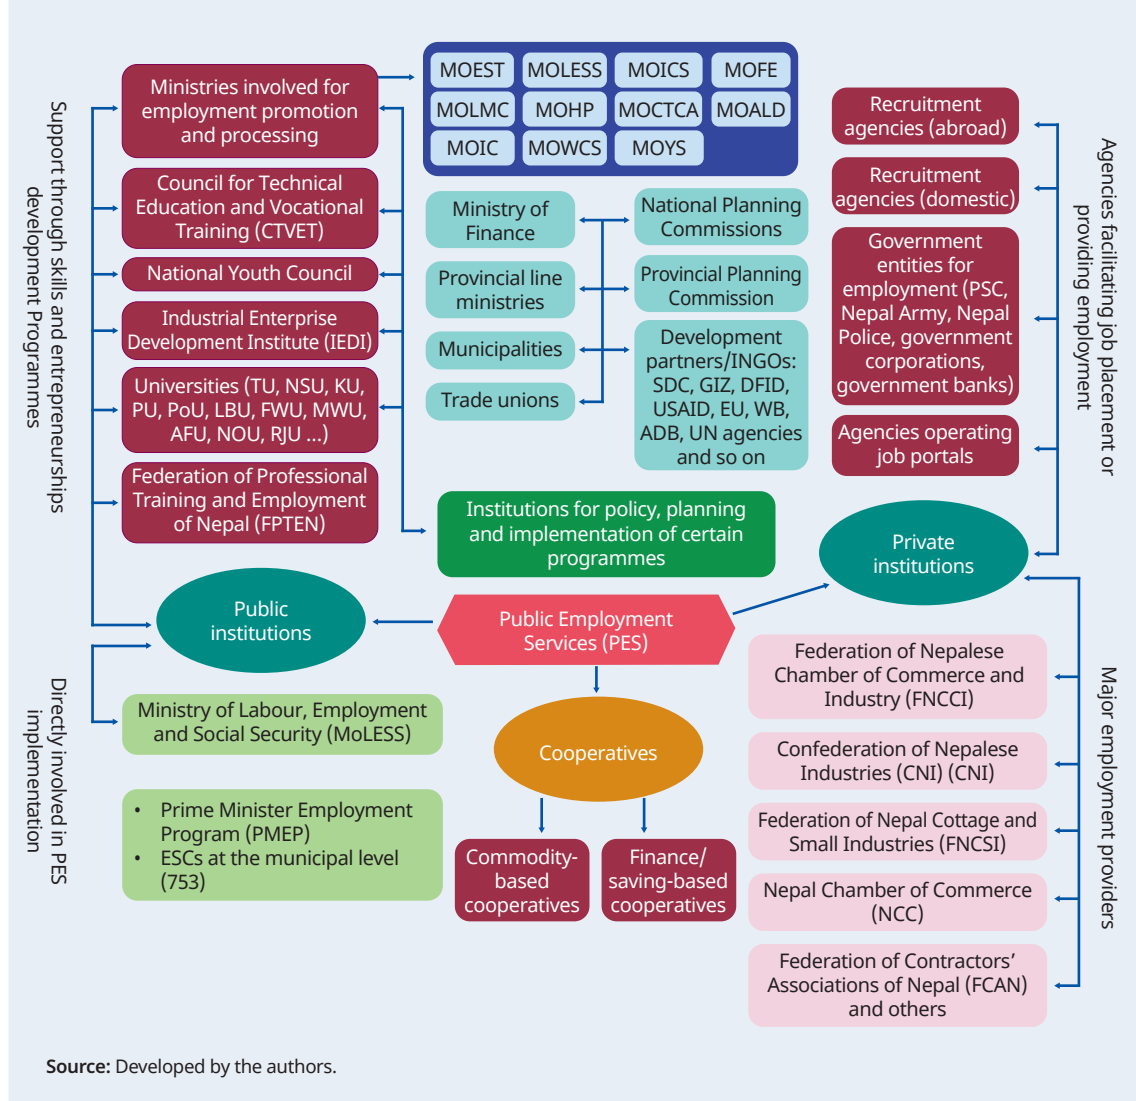 Support through skills and entrepreneurships
development Programmes
Ministries involved for
employment promotion
and processing
Council for Technical
Education and Vocational
Training (CTVET)
National Youth Council
Industrial Enterprise
Development Institute (IEDI)
Universities (TU, NSU, KU,
PU, PoU, LBU, FWU, MWU,
AFU, NOU, RJU ...)
Federation of Professional
Training and Employment
of Nepal (FPTEN)
MOEST MOLESS MOICS MOFE
MOLMC MOHP MOCTCA MOALD
MOIC MOWCS MOYS
Ministry of
Finance
Provincial line
ministries
Municipalities
Trade unions
National Planning
Commissions
Provincial Planning
Commission
Development
partners/INGOs:
SDC, GIZ, DFID,
USAID, EU, WB,
ADB, UN agencies
and so on
Recruitment
agencies (abroad)
Recruitment
agencies (domestic)
Government
entities for
employment (PSC,
Nepal Army, Nepal
Police, government
corporations,
government banks)
Agencies operating
job portals
Agencies facilitating job placement or
providing employment
Institutions for policy, planning
and implementation of certain
programmes
Private
institutions
Public
institutions
Public Employment
Services (PES)
Directly involved in PES
implementation
Ministry of Labour, Employment
and Social Security (MoLESS)
• Prime Minister Employment
Program (PMEP)
• ESCs at the municipal level
(753)
Cooperatives
Commodity-
based
cooperatives
Finance/
saving-based
cooperatives
Federation of Nepalese
Chamber of Commerce and
Industry (FNCCI)
Confederation of Nepalese
Industries (CNI) (CNI)
Federation of Nepal Cottage and
Small Industries (FNCSI)
Nepal Chamber of Commerce
(NCC)
Federation of Contractors’
Associations of Nepal (FCAN)
and others
Major employment providers
Source: Developed by the authors.